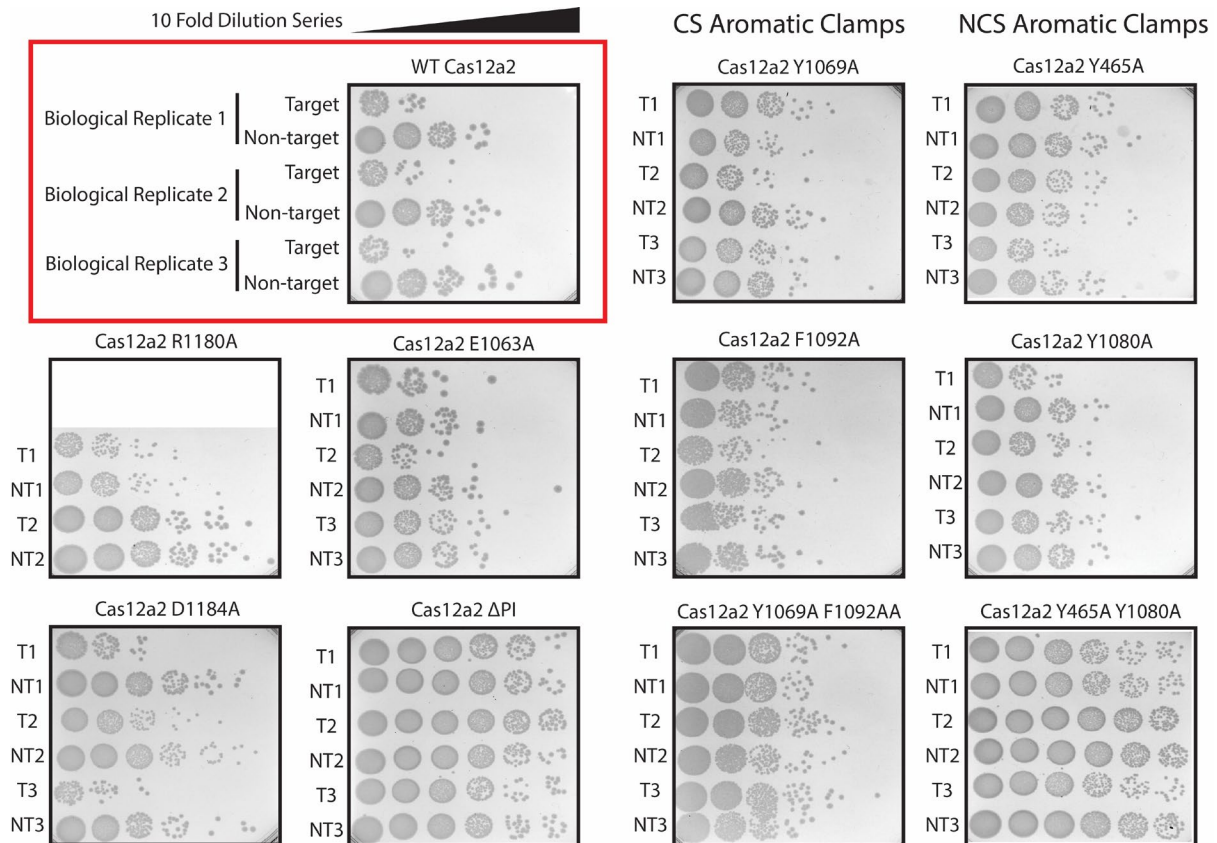 10 Fold Dilution Series
CS Aromatic Clamps
NCS Aromatic Clamps
WT Cas12a2
Biological Replicate 1
Target
Non-target
Biological Replicate 2
Target
Non-target
Biological Replicate 3
Target
Non-target
Cas12a2 Y1069A
T1
NT1
T2
NT2
T3
NT3
Cas12a2 Y465A
T1
NT1
T2
NT2
T3
NT3
Cas12a2 R1180A
T1
NT1
T2
NT2
Cas12a2 E1063A
T1
NT1
T2
NT2
T3
NT3
Cas12a2 F1092A
T1
NT1
T2
NT2
T3
NT3
Cas12a2 Y1080A
T1
NT1
T2
NT2
T3
NT3
Cas12a2 D1184A
T1
NT1
T2
NT2
T3
NT3
Cas12a2 ΔPI
T1
NT1
T2
NT2
T3
NT3
Cas12a2 Y1069A F1092AA
T1
NT1
T2
NT2
T3
NT3
Cas12a2 Y465A Y1080A
T1
NT1
T2
NT2
T3
NT3